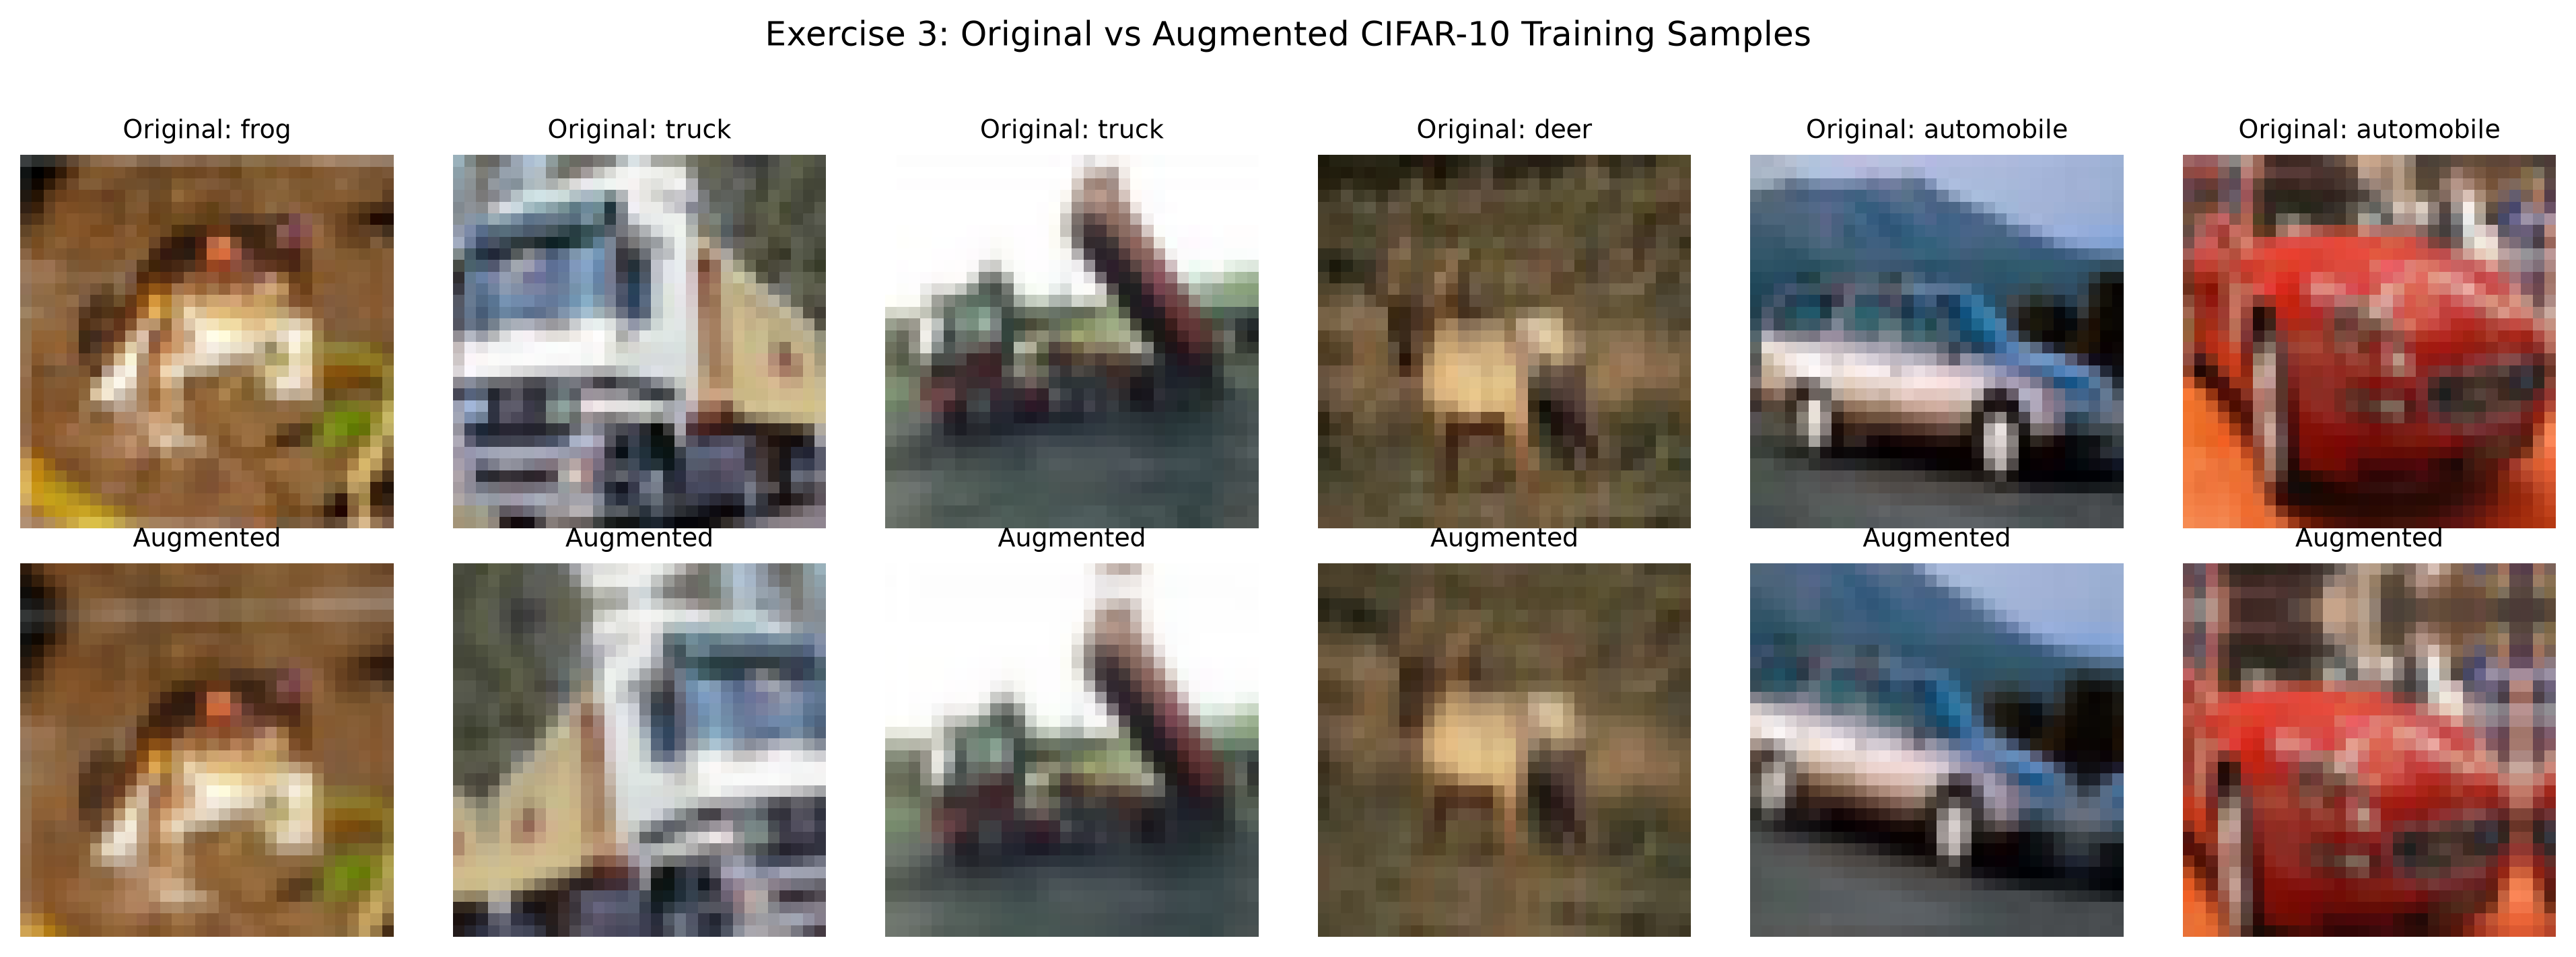 Exercise 3: Original vs Augmented CIFAR-10 Training Samples
Original: frog
Original: truck
Original: truck
Original: deer
Original: automobile
Original: automobile
Augmented
Augmented
Augmented
Augmented
Augmented
Augmented